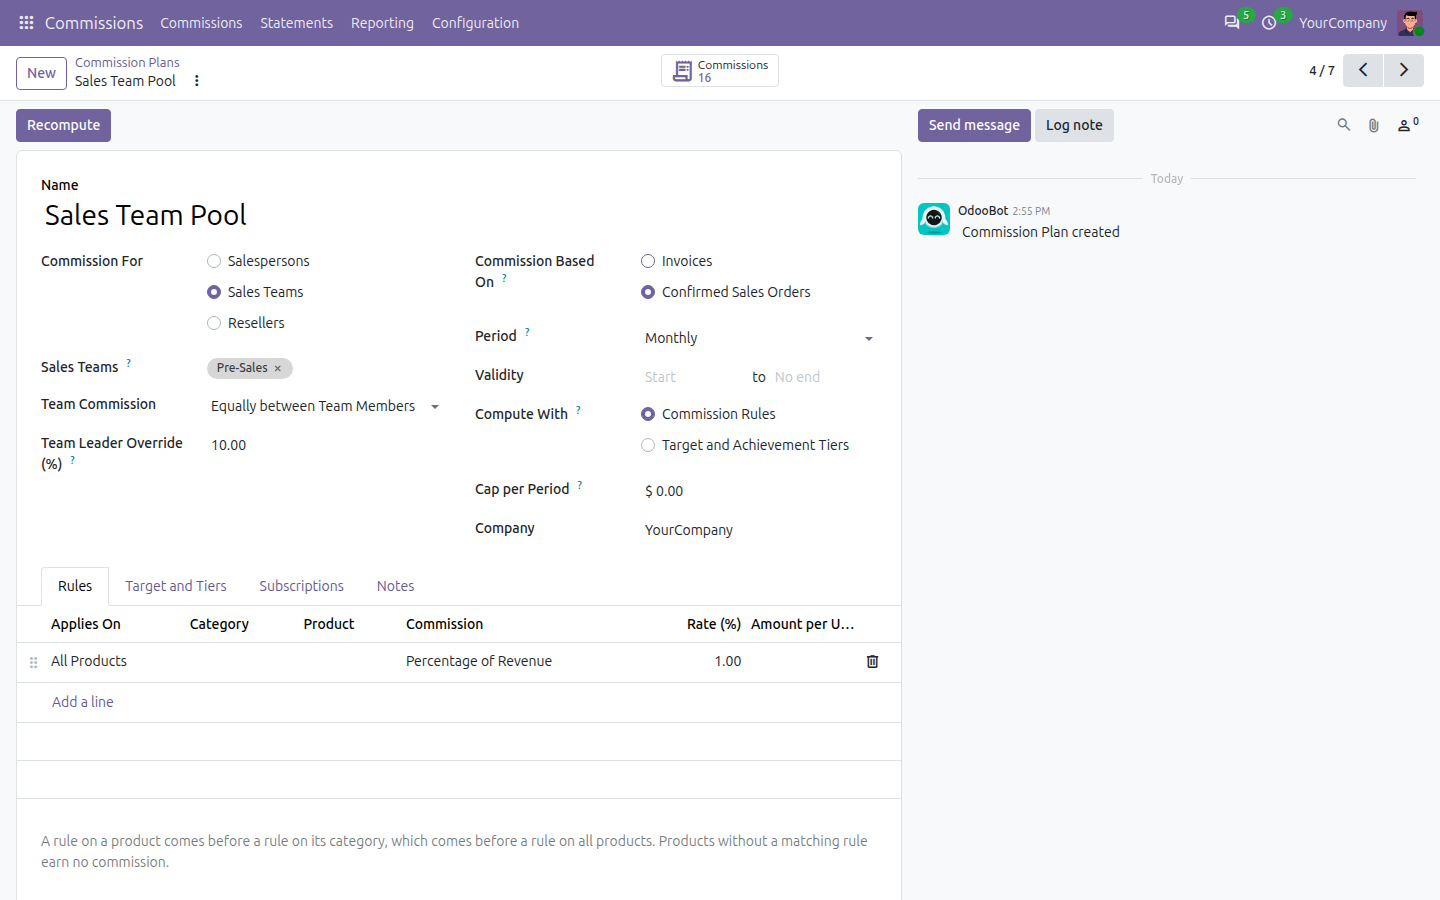 Commissions Commissions Statements Reporting Configuration 5 3 YourCompany
New Commission Plans
Sales Team Pool
Commissions
16
4 / 7
Recompute Send message Log note 0
Name
Sales Team Pool
Today
OdooBot 2:55 PM
Commission Plan created
Commission For
Salespersons
Sales Teams
Resellers
Sales Teams ?
Pre-Sales ×
Team Commission Equally between Team Members
Team Leader Override
(%) ? 10.00
Commission Based
On ?
Invoices
Confirmed Sales Orders
Period ? Monthly
Validity Start to No end
Compute With ? Commission Rules
Target and Achievement Tiers
Cap per Period ? $ 0.00
Company YourCompany
Rules Target and Tiers Subscriptions Notes
Applies On Category Product Commission Rate (%) Amount per U...
All Products Percentage of Revenue 1.00
Add a line
A rule on a product comes before a rule on its category, which comes before a rule on all products. Products without a matching rule
earn no commission.